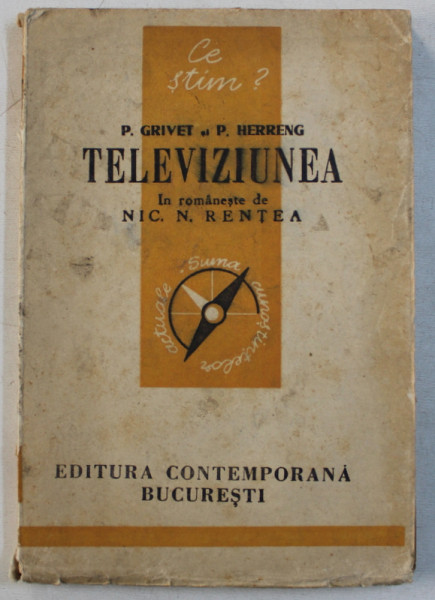 Ce
știm?
P. GRIVET și P. HERRENG
TELEVIZIUNEA
In românește de
NIC. N. RENȚEA
Suma cunoștințelor actuale
EDITURA CONTEMPORANĂ
BUCUREȘTI